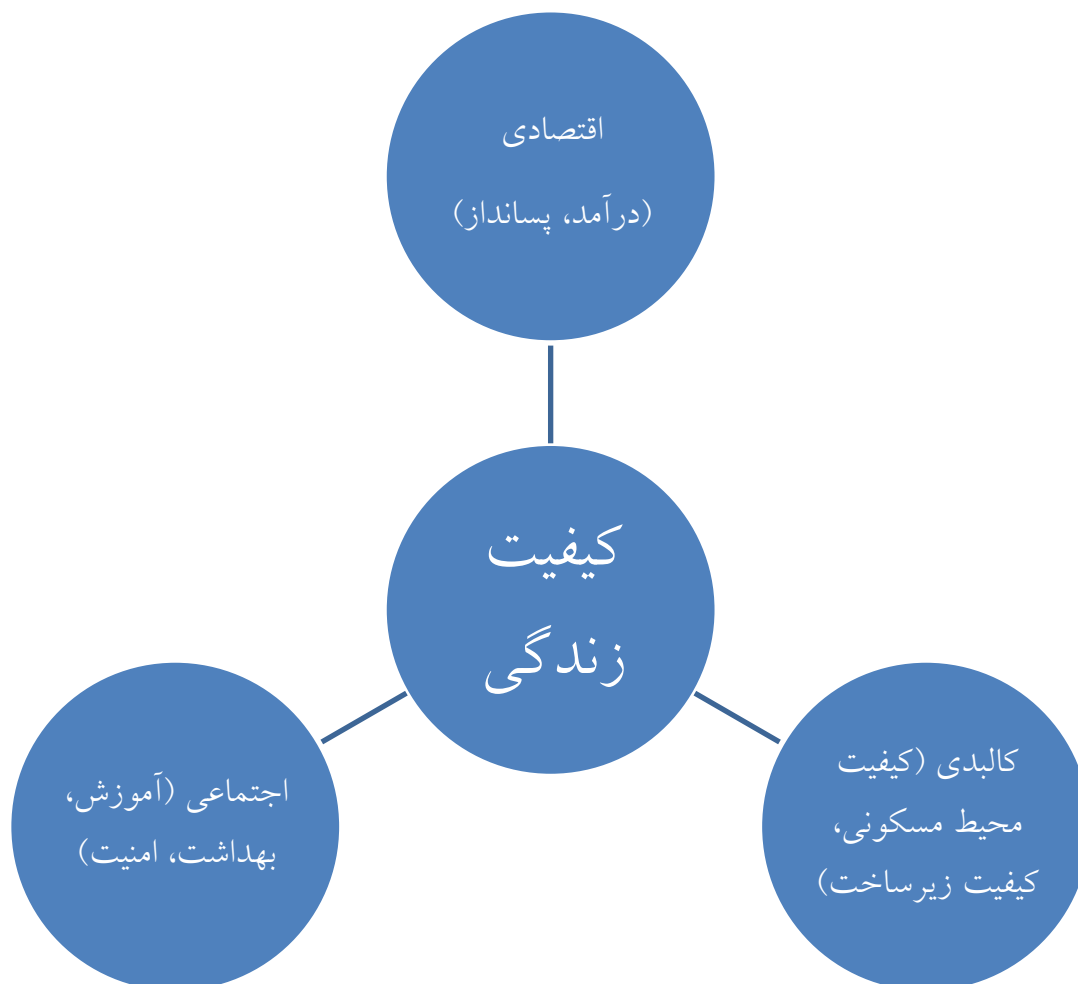 اقتصادی
(درآمد، پسانداز)
کیفیت
زندگی
کالبدی (کیفیت
محیط مسکونی،
کیفیت زیرساخت)
اجتماعی (آموزش،
بهداشت، امنیت)